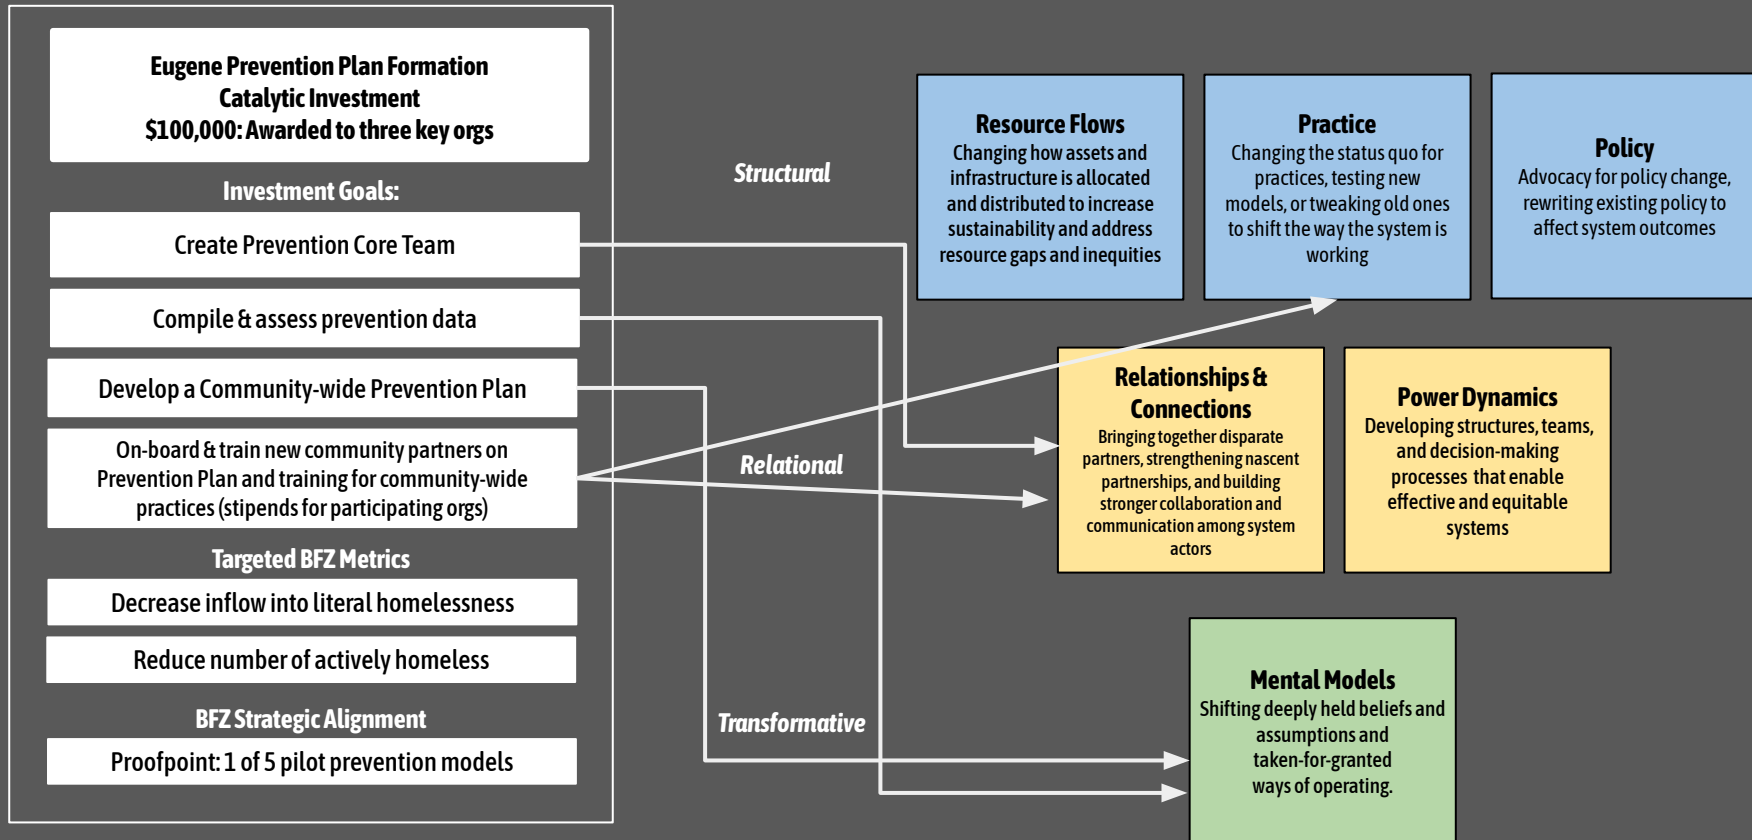 Eugene Prevention Plan Formation
Catalytic Investment
$100,000: Awarded to three key orgs
Investment Goals:
Create Prevention Core Team
Compile & assess prevention data
Develop a Community-wide Prevention Plan
On-board & train new community partners on
Prevention Plan and training for community-wide
practices (stipends for participating orgs)
Targeted BFZ Metrics
Decrease inflow into literal homelessness
Reduce number of actively homeless
BFZ Strategic Alignment
Proofpoint: 1 of 5 pilot prevention models
Structural
Resource Flows
Changing how assets and
infrastructure is allocated
and distributed to increase
sustainability and address
resource gaps and inequities
Practice
Changing the status quo for
practices, testing new
models, or tweaking old ones
to shift the way the system is
working
Policy
Advocacy for policy change,
rewriting existing policy to
affect system outcomes
Relational
Relationships &
Connections
Bringing together disparate
partners, strengthening nascent
partnerships, and building
stronger collaboration and
communication among system
actors
Power Dynamics
Developing structures, teams,
and decision-making
processes that enable
effective and equitable
systems
Transformative
Mental Models
Shifting deeply held beliefs and
assumptions and
taken-for-granted
ways of operating.